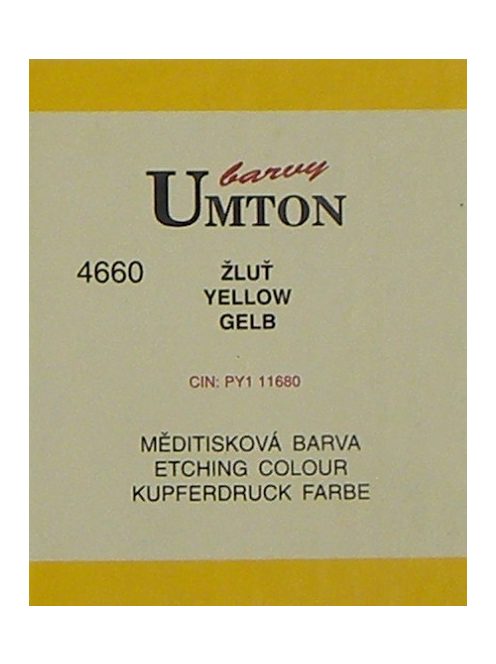 barvy
UMTON
4660
ŽLUŤ
YELLOW
GELB
CIN: PY1 11680
MĚDITISKOVÁ BARVA
ETCHING COLOUR
KUPFERDRUCK FARBE